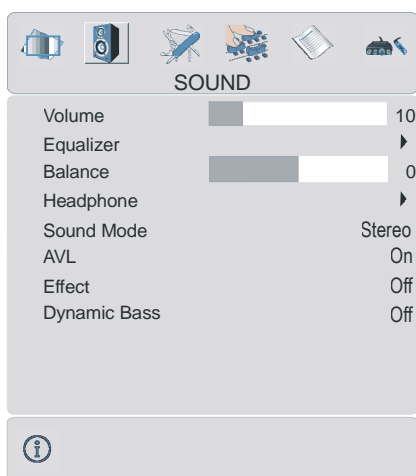 SOUND
Volume 10
Equalizer
Balance 0
Headphone
Sound Mode Stereo
AVL On
Effect Off
Dynamic Bass Off
i